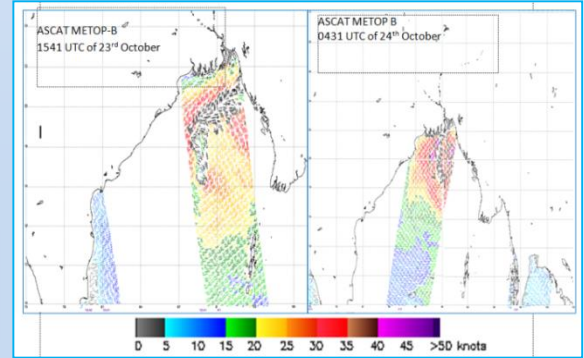 ASCAT METOP-B
1541 UTC of 23rd October
ASCAT METOP B
0431 UTC of 24th October
0 5 10 15 20 25 30 35 40 45 >50 knots